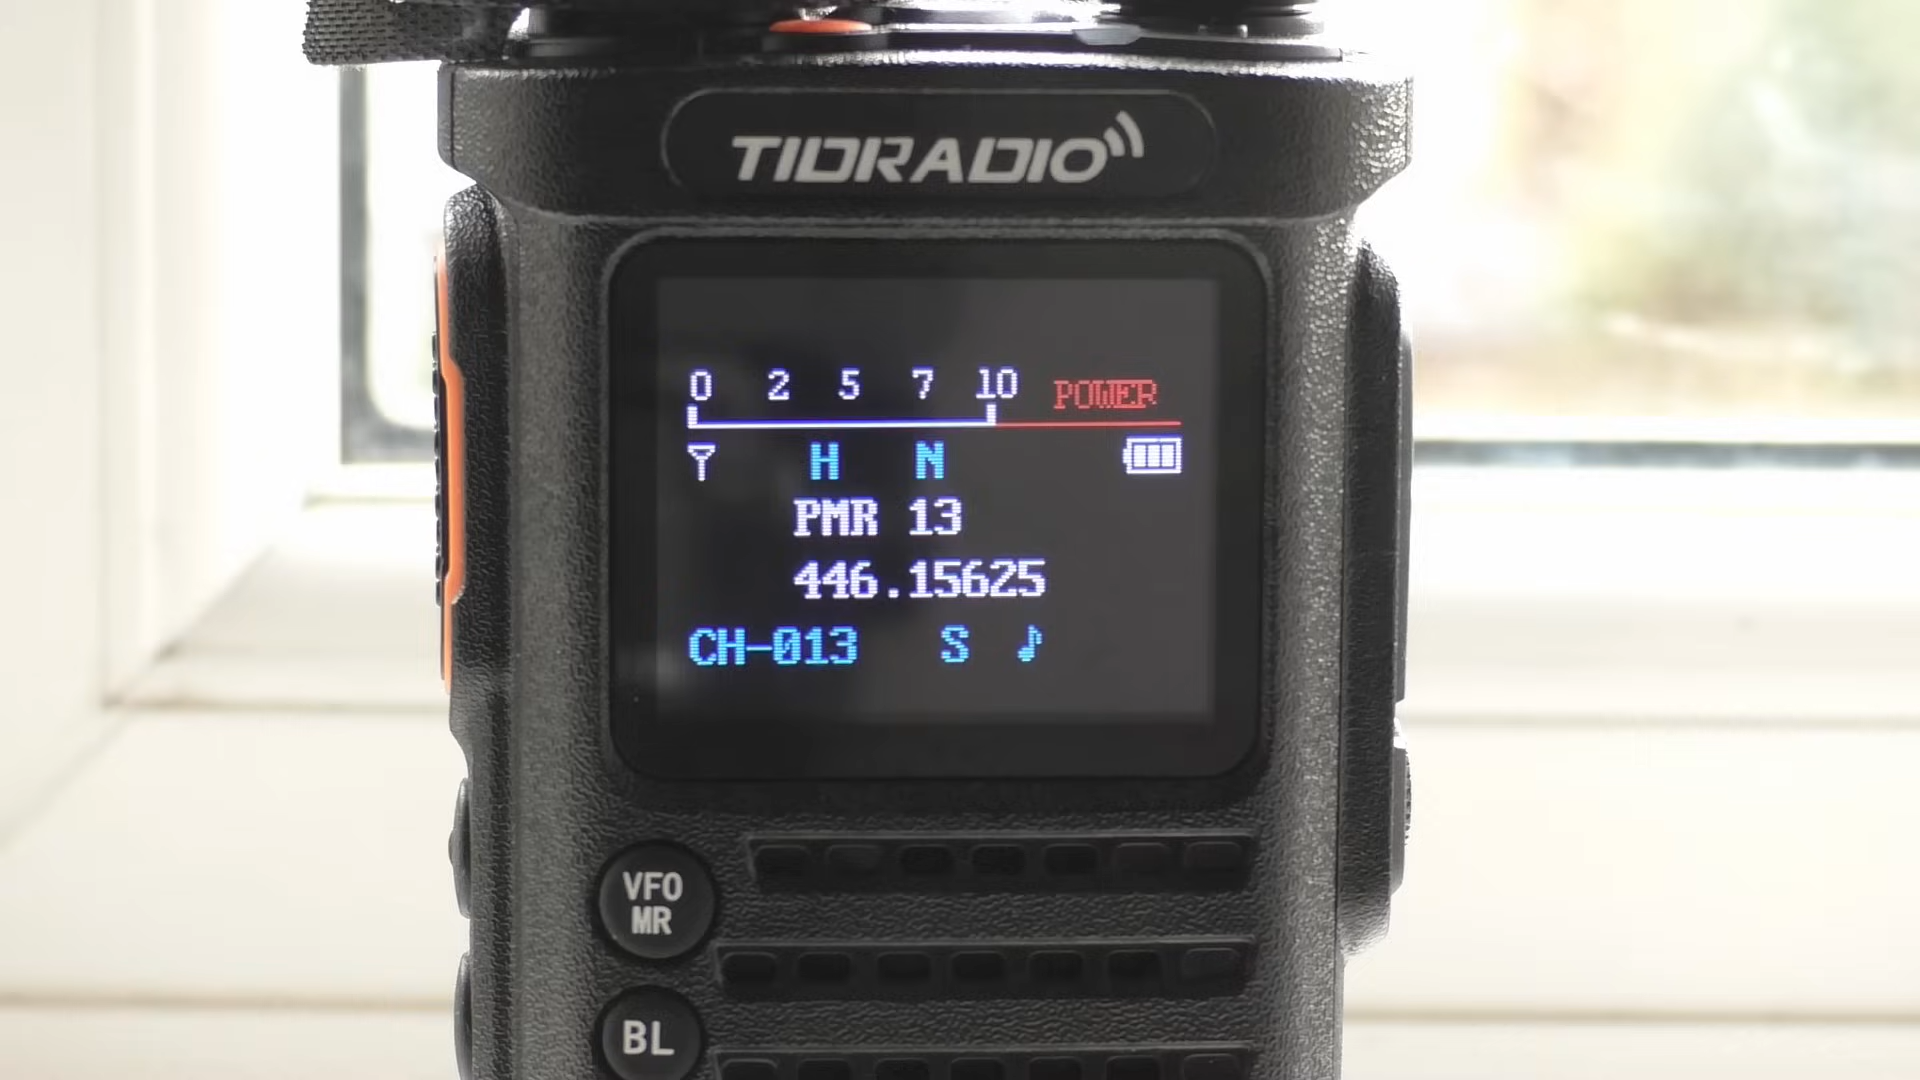 TIDRADIO
0 2 5 7 10 POWER
H N
PMR 13
446.15625
CH-013 S
VFO
MR
BL